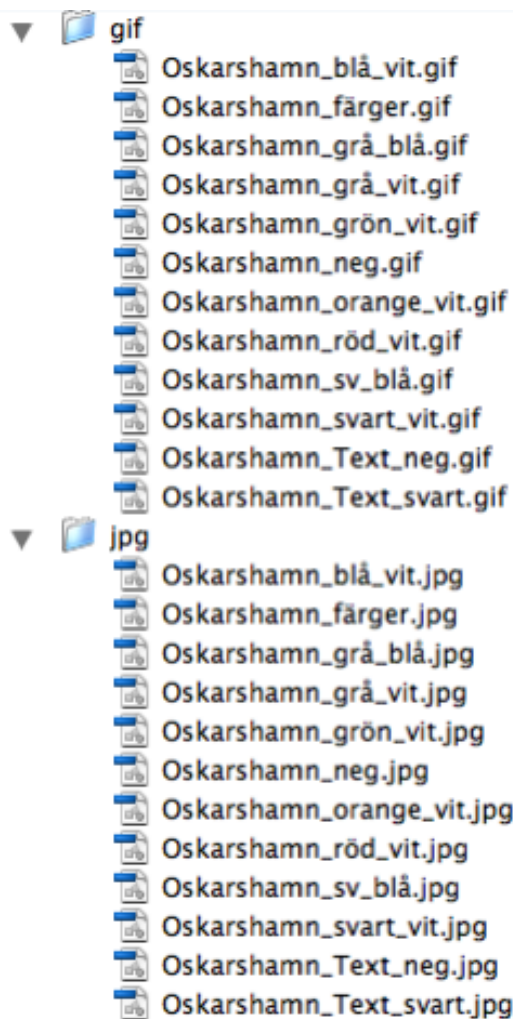 gif
Oskarshamn_blå_vit.gif
Oskarshamn_färger.gif
Oskarshamn_grå_blå.gif
Oskarshamn_grå_vit.gif
Oskarshamn_grön_vit.gif
Oskarshamn_neg.gif
Oskarshamn_orange_vit.gif
Oskarshamn_röd_vit.gif
Oskarshamn_sv_blå.gif
Oskarshamn_svart_vit.gif
Oskarshamn_Text_neg.gif
Oskarshamn_Text_svart.gif
jpg
Oskarshamn_blå_vit.jpg
Oskarshamn_färger.jpg
Oskarshamn_grå_blå.jpg
Oskarshamn_grå_vit.jpg
Oskarshamn_grön_vit.jpg
Oskarshamn_neg.jpg
Oskarshamn_orange_vit.jpg
Oskarshamn_röd_vit.jpg
Oskarshamn_sv_blå.jpg
Oskarshamn_svart_vit.jpg
Oskarshamn_Text_neg.jpg
Oskarshamn_Text_svart.jpg